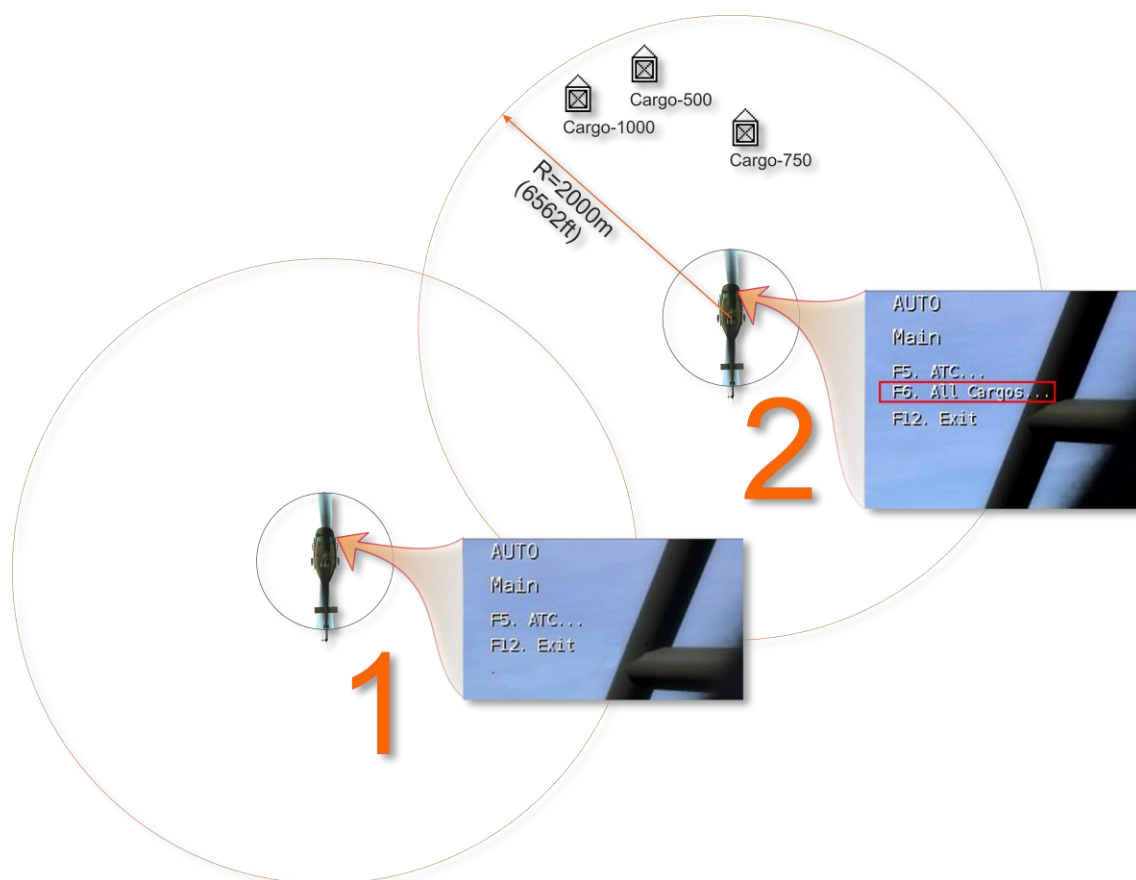 Cargo-500
Cargo-1000
Cargo-750
R=2000m
(6562ft)
AUTO
Main
F5. ATC...
F6. All Cargos...
F12. Exit
2
AUTO
Main
F5. ATC...
F12. Exit
1